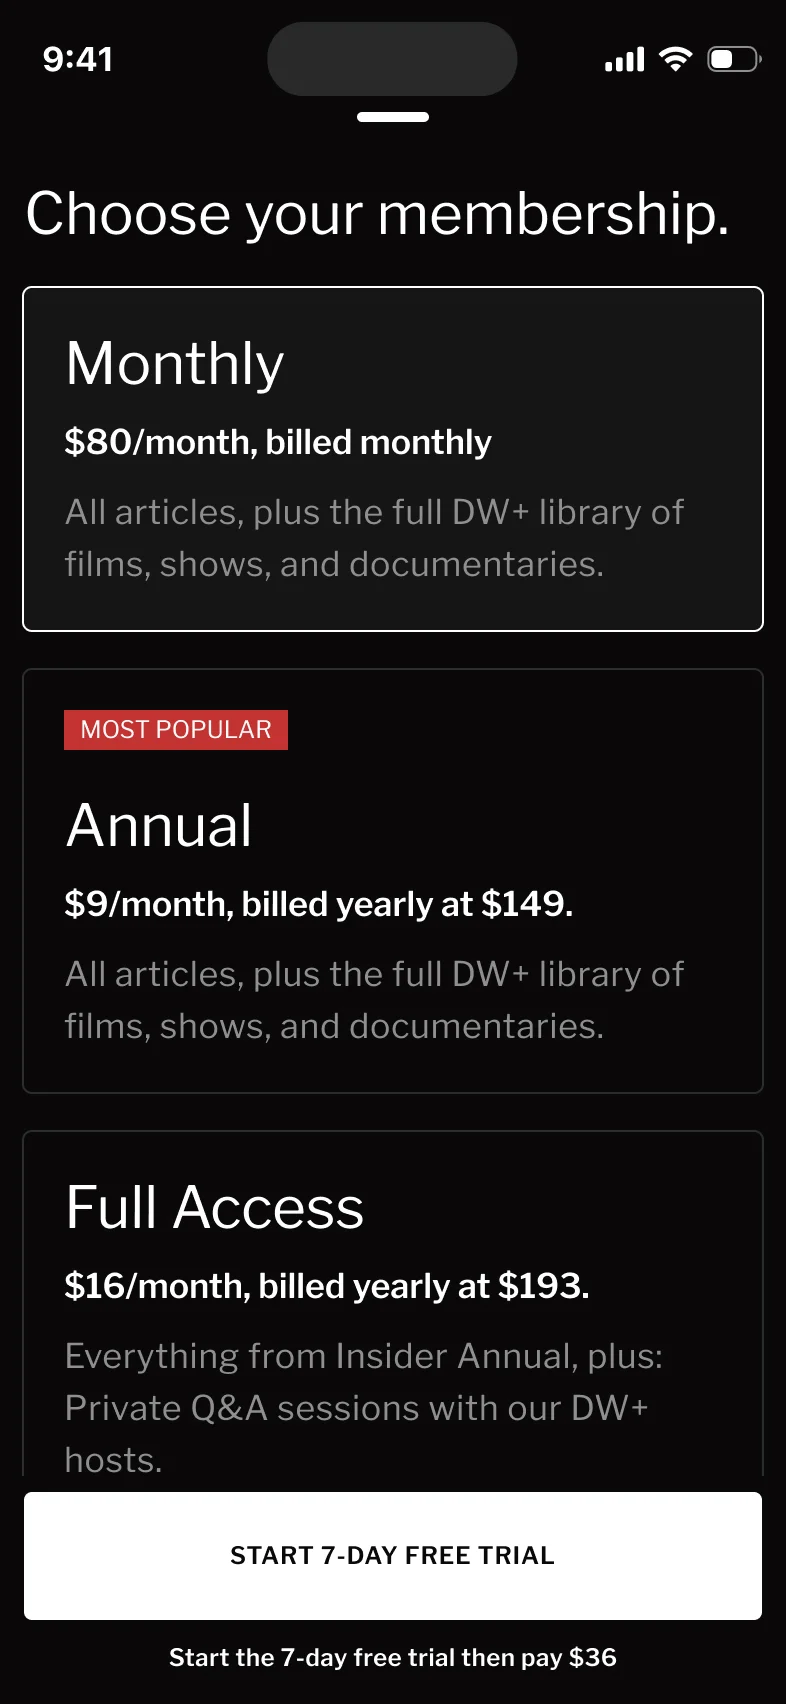 9:41
Choose your membership.
Monthly
$80/month, billed monthly
All articles, plus the full DW+ library of
films, shows, and documentaries.
MOST POPULAR
Annual
$9/month, billed yearly at $149.
All articles, plus the full DW+ library of
films, shows, and documentaries.
Full Access
$16/month, billed yearly at $193.
Everything from Insider Annual, plus:
Private Q&A sessions with our DW+
hosts.
START 7-DAY FREE TRIAL
Start the 7-day free trial then pay $36